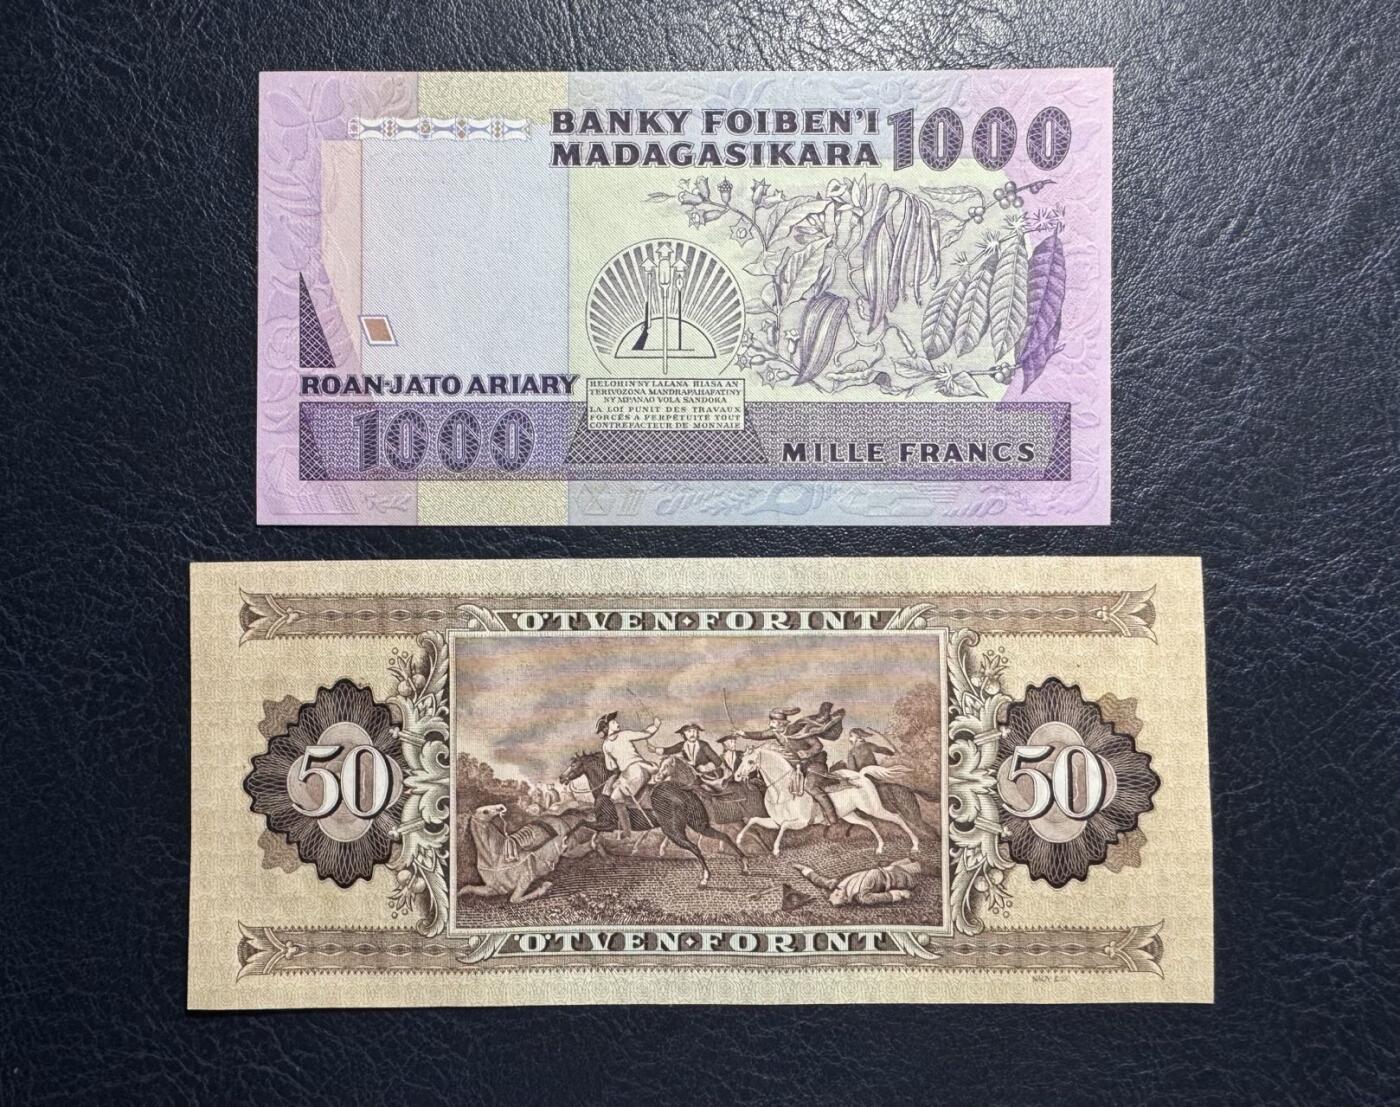 BANKY FOIBEN'I
MADAGASIKARA
1000
ROAN-JATO ARIARY
HELOHIN'NY LALANA HIASA AN
TERIVOZONA MANDRAPAHAFATINY
NY MPANAO VOLA SANDOKA
LA LOI PUNIT DES TRAVAUX
FORCÉS A PERPÉTUITÉ TOUT
CONTREFACTEUR DE MONNAIE
1000
MILLE FRANCS
ÖTVEN FORINT
50
50
ÖTVEN FORINT